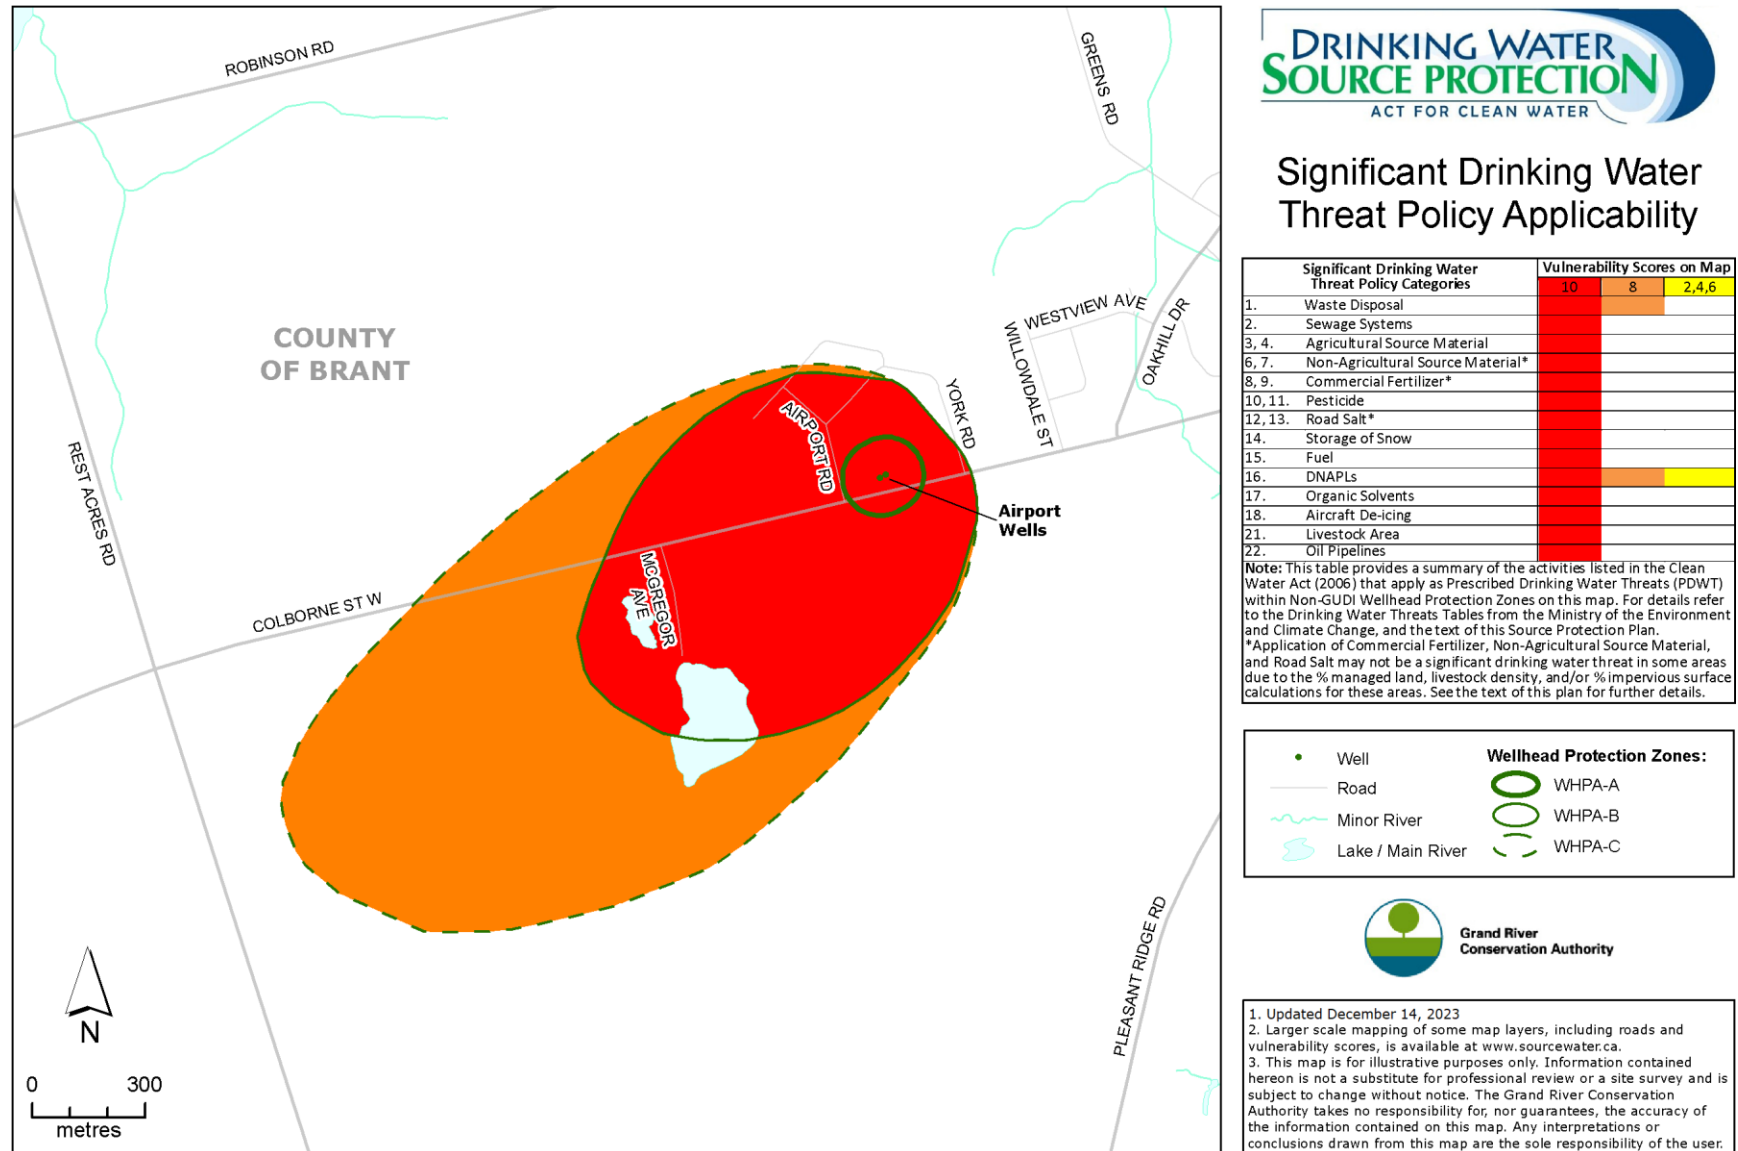 ROBINSON RD
GREENS RD
COUNTY
OF BRANT
WESTVIEW AVE
WILLOWDALE ST
OAKHILL DR
YORK RD
AIRPORT RD
REST ACRES RD
Airport
Wells
MCGREGOR
AVE
COLBORNE ST W
PLEASANT RIDGE RD
N
0 300
metres
DRINKING WATER
SOURCE PROTECTION
ACT FOR CLEAN WATER
Significant Drinking Water
Threat Policy Applicability
Significant Drinking Water
Threat Policy Categories
Vulnerability Scores on Map
10 8 2,4,6
1. Waste Disposal
2. Sewage Systems
3, 4. Agricultural Source Material
6, 7. Non-Agricultural Source Material*
8, 9. Commercial Fertilizer*
10, 11. Pesticide
12, 13. Road Salt*
14. Storage of Snow
15. Fuel
16. DNAPLs
17. Organic Solvents
18. Aircraft De-icing
21. Livestock Area
22. Oil Pipelines
Note: This table provides a summary of the activities listed in the Clean
Water Act (2006) that apply as Prescribed Drinking Water Threats (PDWT)
within Non-GUDI Wellhead Protection Zones on this map. For details refer
to the Drinking Water Threats Tables from the Ministry of the Environment
and Climate Change, and the text of this Source Protection Plan.
*Application of Commercial Fertilizer, Non-Agricultural Source Material,
and Road Salt may not be a significant drinking water threat in some areas
due to the % managed land, livestock density, and/or % impervious surface
calculations for these areas. See the text of this plan for further details.
Well
Road
Minor River
Lake / Main River
Wellhead Protection Zones:
WHPA-A
WHPA-B
WHPA-C
Grand River
Conservation Authority
1. Updated December 14, 2023
2. Larger scale mapping of some map layers, including roads and
vulnerability scores, is available at www.sourcewater.ca.
3. This map is for illustrative purposes only. Information contained
hereon is not a substitute for professional review or a site survey and is
subject to change without notice. The Grand River Conservation
Authority takes no responsibility for, nor guarantees, the accuracy of
the information contained on this map. Any interpretations or
conclusions drawn from this map are the sole responsibility of the user.